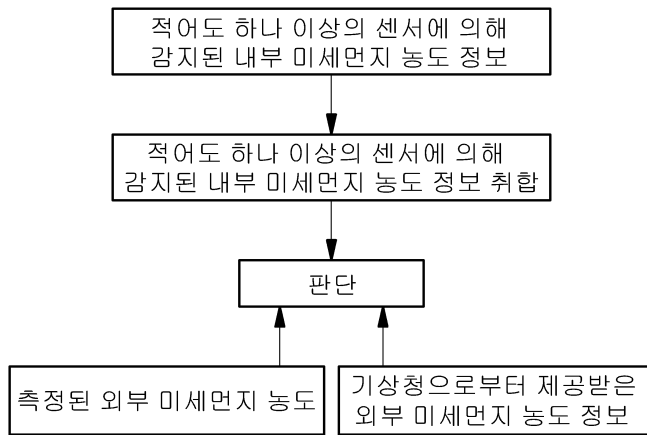 적어도 하나 이상의 센서에 의해
감지된 내부 미세먼지 농도 정보
적어도 하나 이상의 센서에 의해
감지된 내부 미세먼지 농도 정보 취합
판단
측정된 외부 미세먼지 농도
기상청으로부터 제공받은
외부 미세먼지 농도 정보